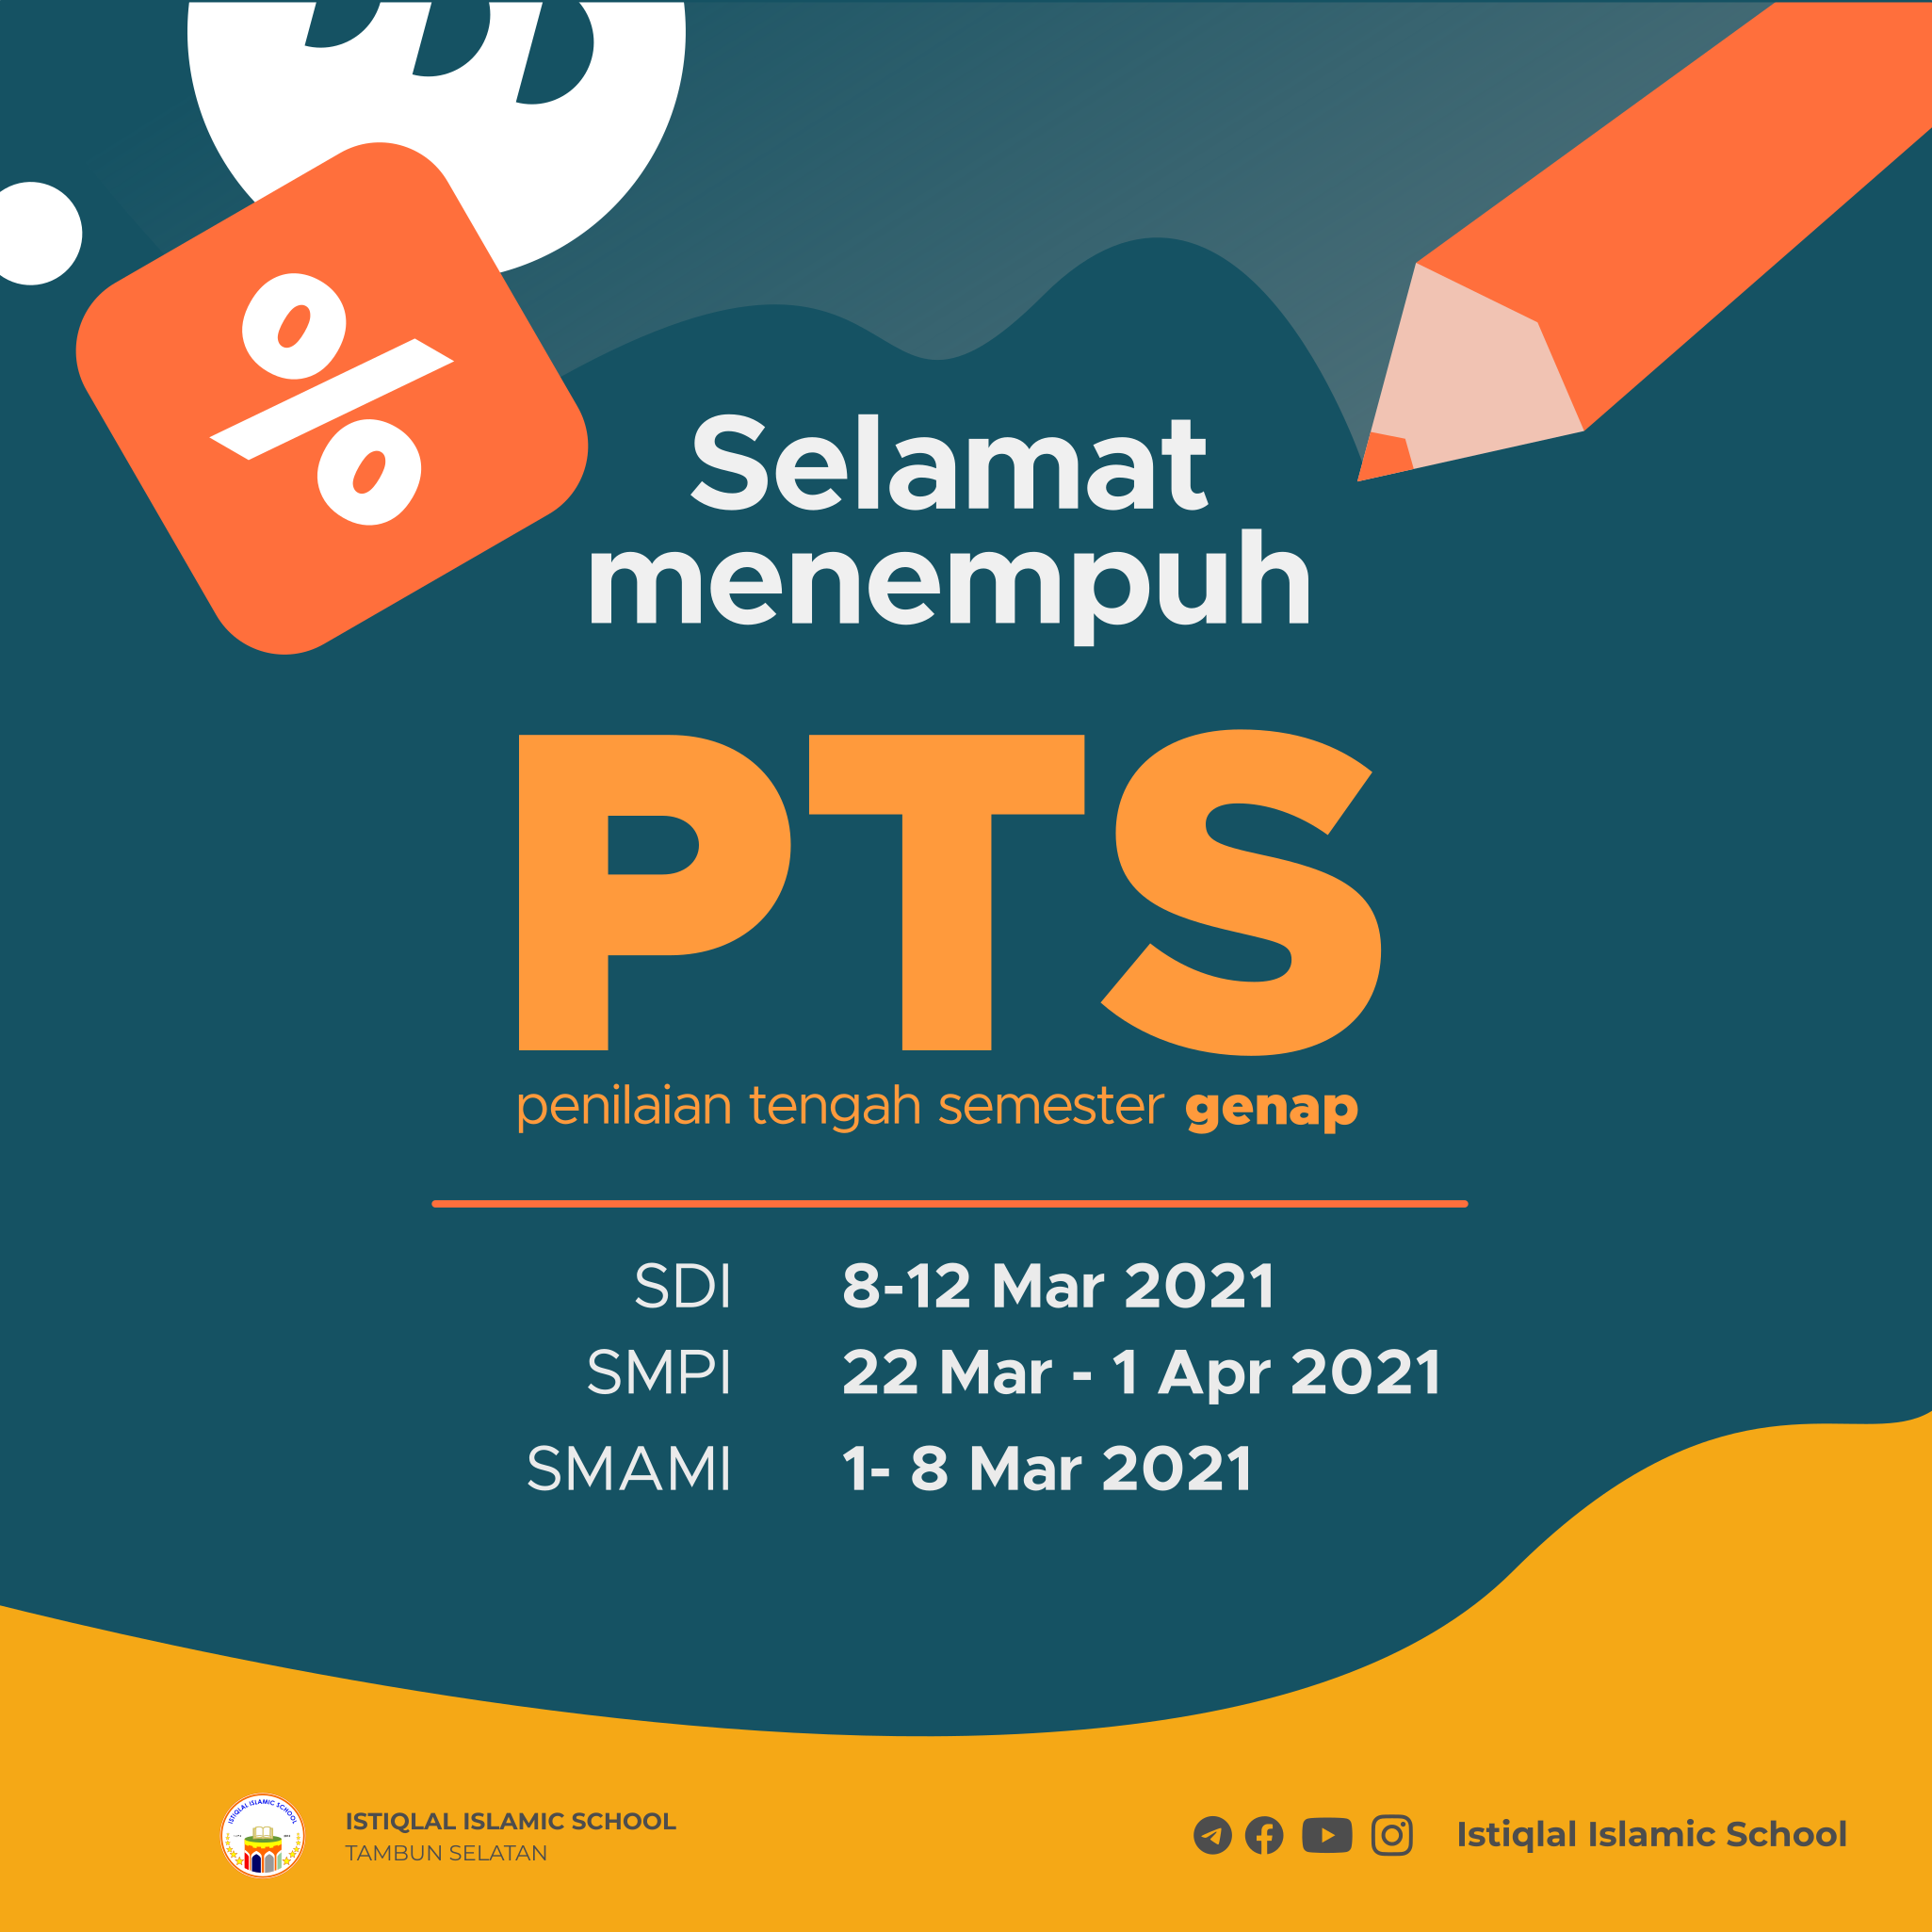 %
Selamat
menempuh
PTS
penilaian tengah semester genap
SDI 8-12 Mar 2021
SMPI 22 Mar - 1 Apr 2021
SMAMI 1- 8 Mar 2021
ISTIQLAL ISLAMIC SCHOOL
ISTIQLAL ISLAMIC SCHOOL
TAMBUN SELATAN
Istiqlal Islamic School